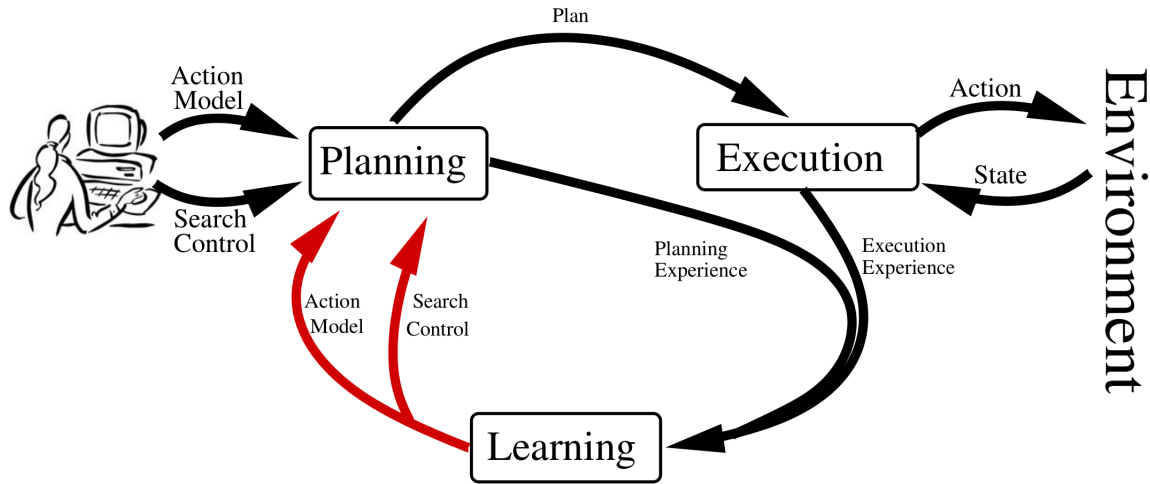 Plan
Action
Model
Action
Environment
Planning
Execution
State
Search
Control
Planning
Experience
Execution
Experience
Action
Model
Search
Control
Learning